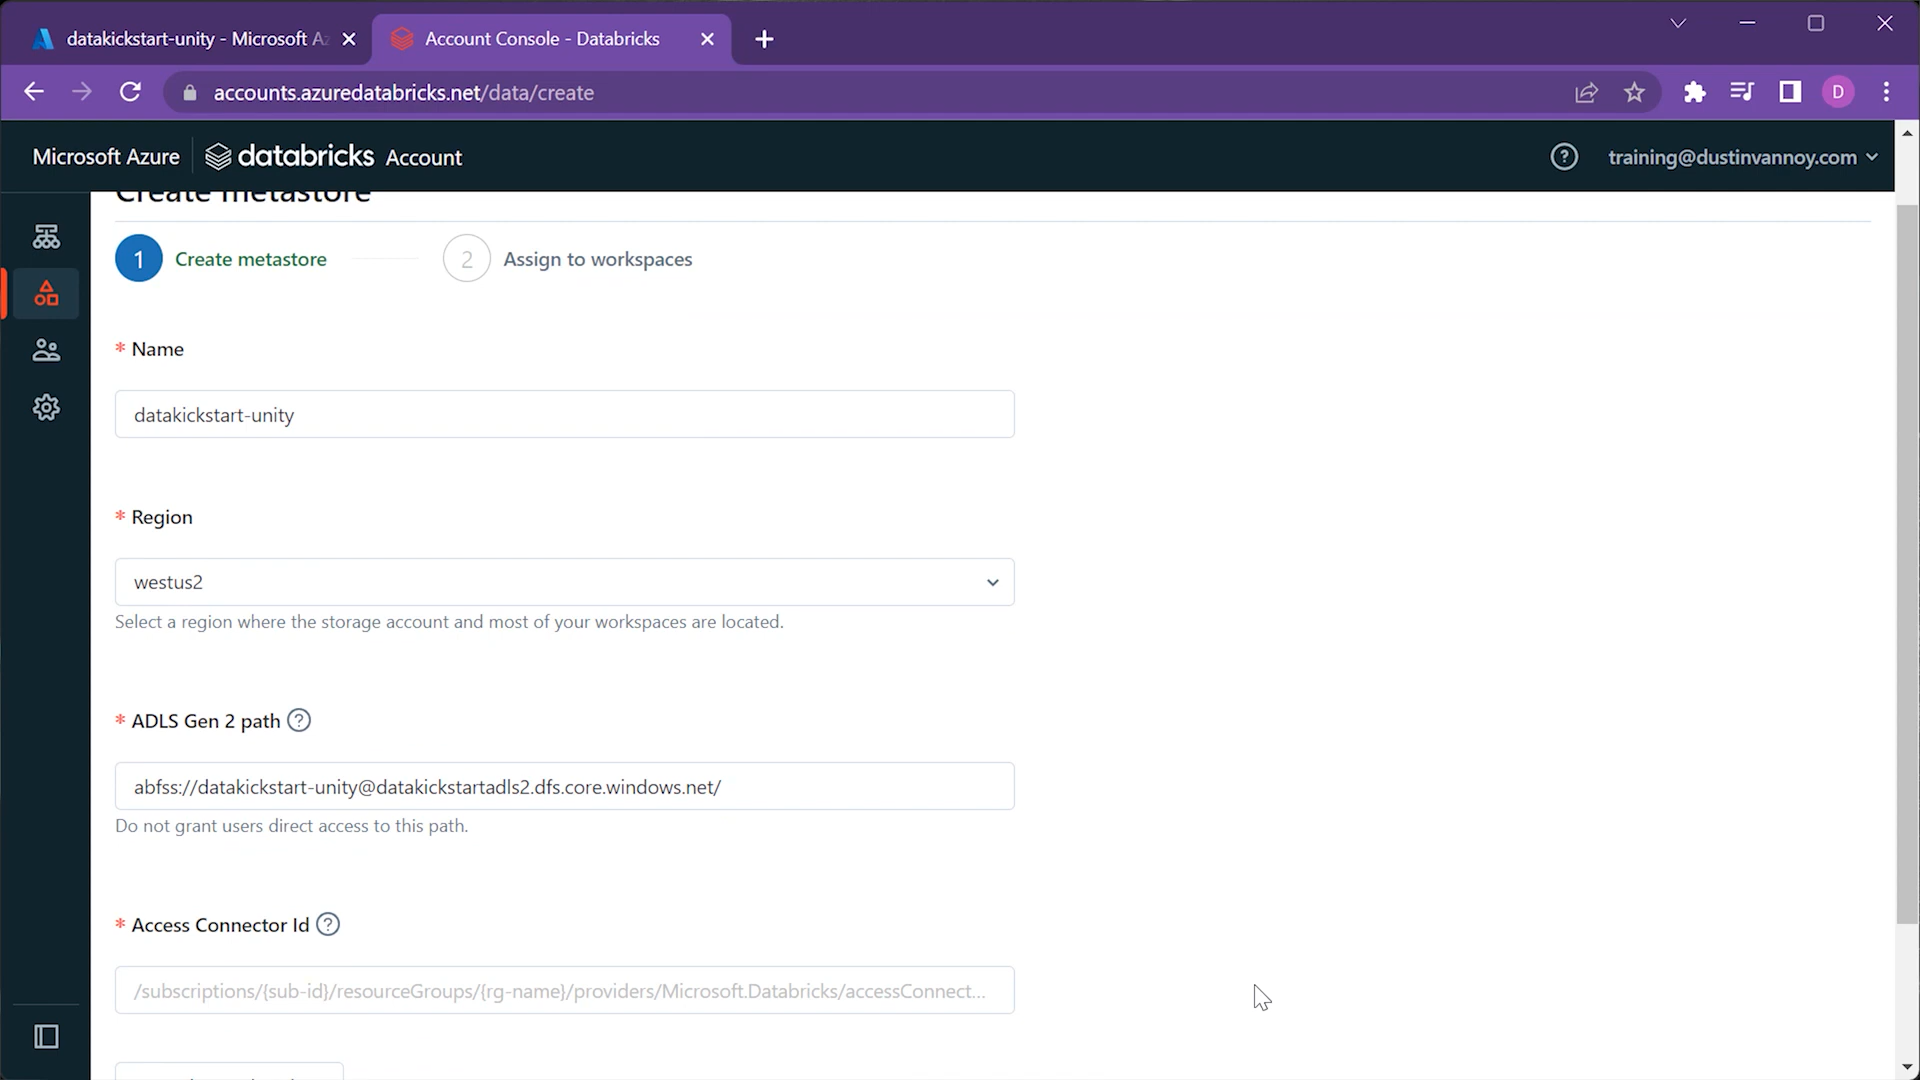 datakickstart-unity - Microsoft Az
Account Console - Databricks
accounts.azuredatabricks.net/data/create
D
Microsoft Azure
databricks Account
?
training@dustinvannoy.com
Create metastore
1
Create metastore
2
Assign to workspaces
* Name
datakickstart-unity
* Region
westus2
Select a region where the storage account and most of your workspaces are located.
* ADLS Gen 2 path ?
abfss://datakickstart-unity@datakickstartadls2.dfs.core.windows.net/
Do not grant users direct access to this path.
* Access Connector Id ?
/subscriptions/{sub-id}/resourceGroups/{rg-name}/providers/Microsoft.Databricks/accessConnect...